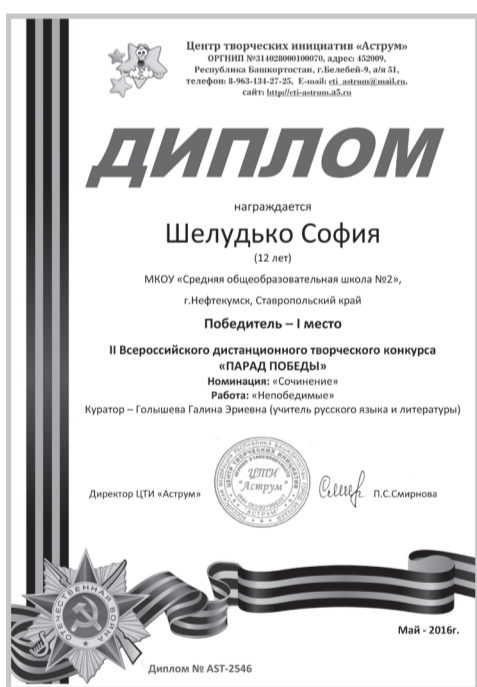 Центр творческих инициатив «Аструм»
ОРГНИП №314028000100070, адрес: 452009,
Республика Башкортостан, г.Белебей-9, а/я 51,
телефон: 8-963-134-27-25, E-mail: cti_astrum@mail.ru,
сайт: http//cti-astrum.a5.ru
ДИПЛОМ
награждается
Шелудько София
(12 лет)
МКОУ «Средняя общеобразовательная школа №2»,
г.Нефтекумск, Ставропольский край
Победитель – I место
II Всероссийского дистанционного творческого конкурса
«ПАРАД ПОБЕДЫ»
Номинация: «Сочинение»
Работа: «Непобедимые»
Куратор – Голышева Галина Эриевна (учитель русского языка и литературы)
ЦТИ
"Аструм"
Директор ЦТИ «Аструм»
П.С.Смирнова
ОТЕЧЕСТВЕННАЯ ВОЙНА
Май - 2016г.
Диплом № AST-2546